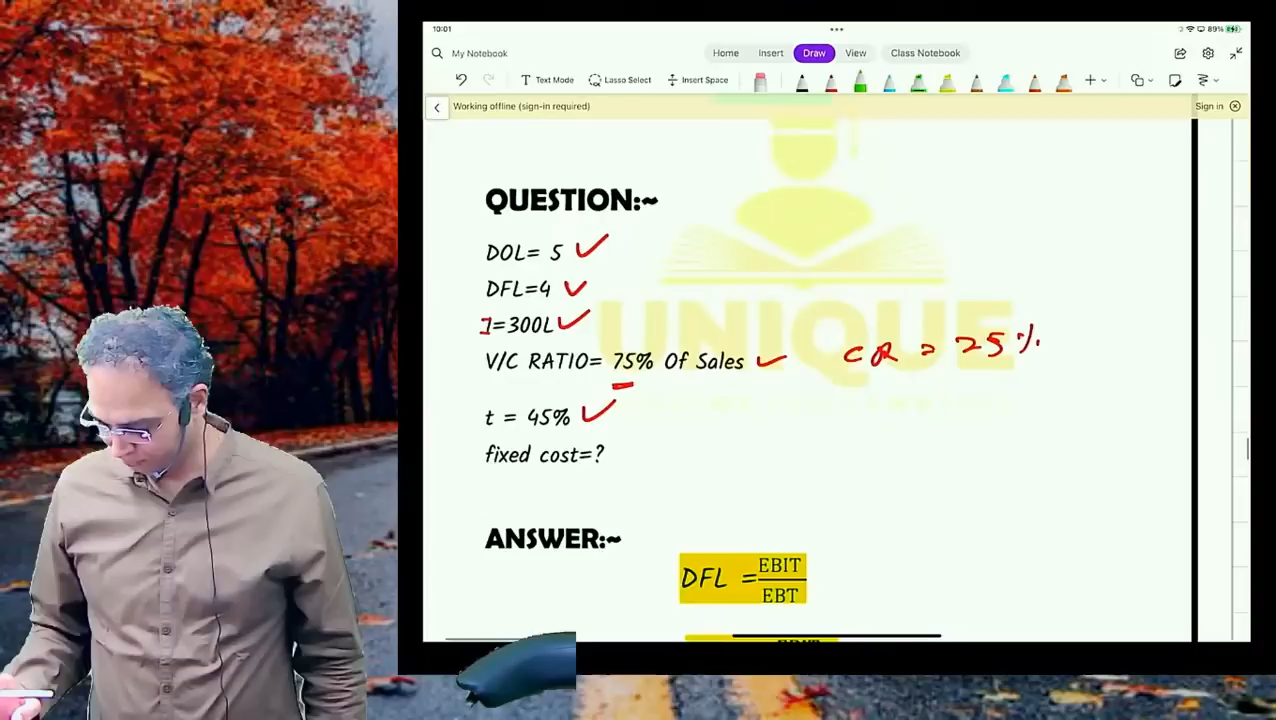 10:01
89%
My Notebook
Home Insert Draw View Class Notebook
Text Mode Lasso Select Insert Space
Working offline (sign-in required)
Sign in
QUESTION:~
DOL= 5
DFL=4
I=300L
V/C RATIO= 75% Of Sales
CR = 25%
t = 45%
fixed cost=?
UNIQUE
ANSWER:~
DFL = EBIT
EBT